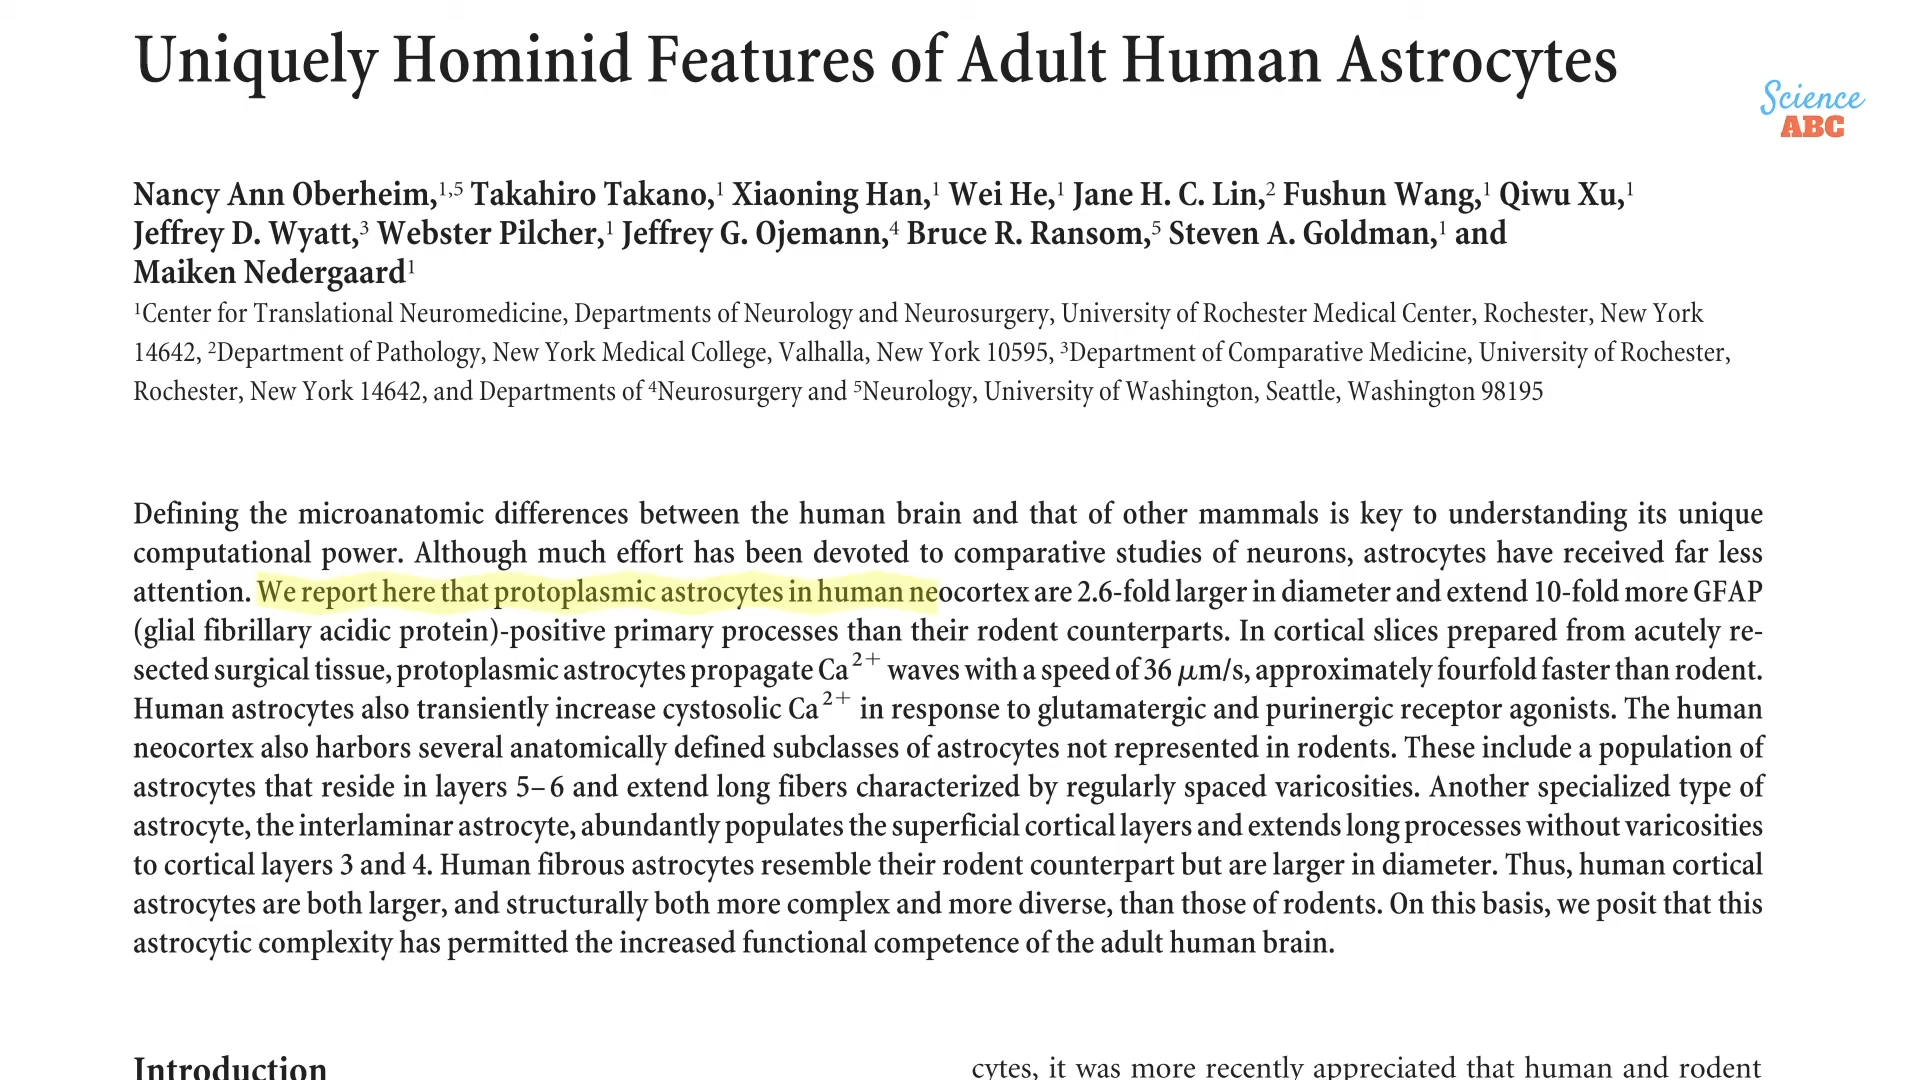 Uniquely Hominid Features of Adult Human Astrocytes
Science
ABC
Nancy Ann Oberheim,1,5 Takahiro Takano,1 Xiaoning Han,1 Wei He,1 Jane H. C. Lin,2 Fushun Wang,1 Qiwu Xu,1
Jeffrey D. Wyatt,3 Webster Pilcher,1 Jeffrey G. Ojemann,4 Bruce R. Ransom,5 Steven A. Goldman,1 and
Maiken Nedergaard1
1Center for Translational Neuromedicine, Departments of Neurology and Neurosurgery, University of Rochester Medical Center, Rochester, New York
14642, 2Department of Pathology, New York Medical College, Valhalla, New York 10595, 3Department of Comparative Medicine, University of Rochester,
Rochester, New York 14642, and Departments of 4Neurosurgery and 5Neurology, University of Washington, Seattle, Washington 98195
Defining the microanatomic differences between the human brain and that of other mammals is key to understanding its unique
computational power. Although much effort has been devoted to comparative studies of neurons, astrocytes have received far less
attention. We report here that protoplasmic astrocytes in human neocortex are 2.6-fold larger in diameter and extend 10-fold more GFAP
(glial fibrillary acidic protein)-positive primary processes than their rodent counterparts. In cortical slices prepared from acutely re-
sected surgical tissue, protoplasmic astrocytes propagate Ca2+ waves with a speed of 36 μm/s, approximately fourfold faster than rodent.
Human astrocytes also transiently increase cystosolic Ca2+ in response to glutamatergic and purinergic receptor agonists. The human
neocortex also harbors several anatomically defined subclasses of astrocytes not represented in rodents. These include a population of
astrocytes that reside in layers 5–6 and extend long fibers characterized by regularly spaced varicosities. Another specialized type of
astrocyte, the interlaminar astrocyte, abundantly populates the superficial cortical layers and extends long processes without varicosities
to cortical layers 3 and 4. Human fibrous astrocytes resemble their rodent counterpart but are larger in diameter. Thus, human cortical
astrocytes are both larger, and structurally both more complex and more diverse, than those of rodents. On this basis, we posit that this
astrocytic complexity has permitted the increased functional competence of the adult human brain.
Introduction
cytes, it was more recently appreciated that human and rodent